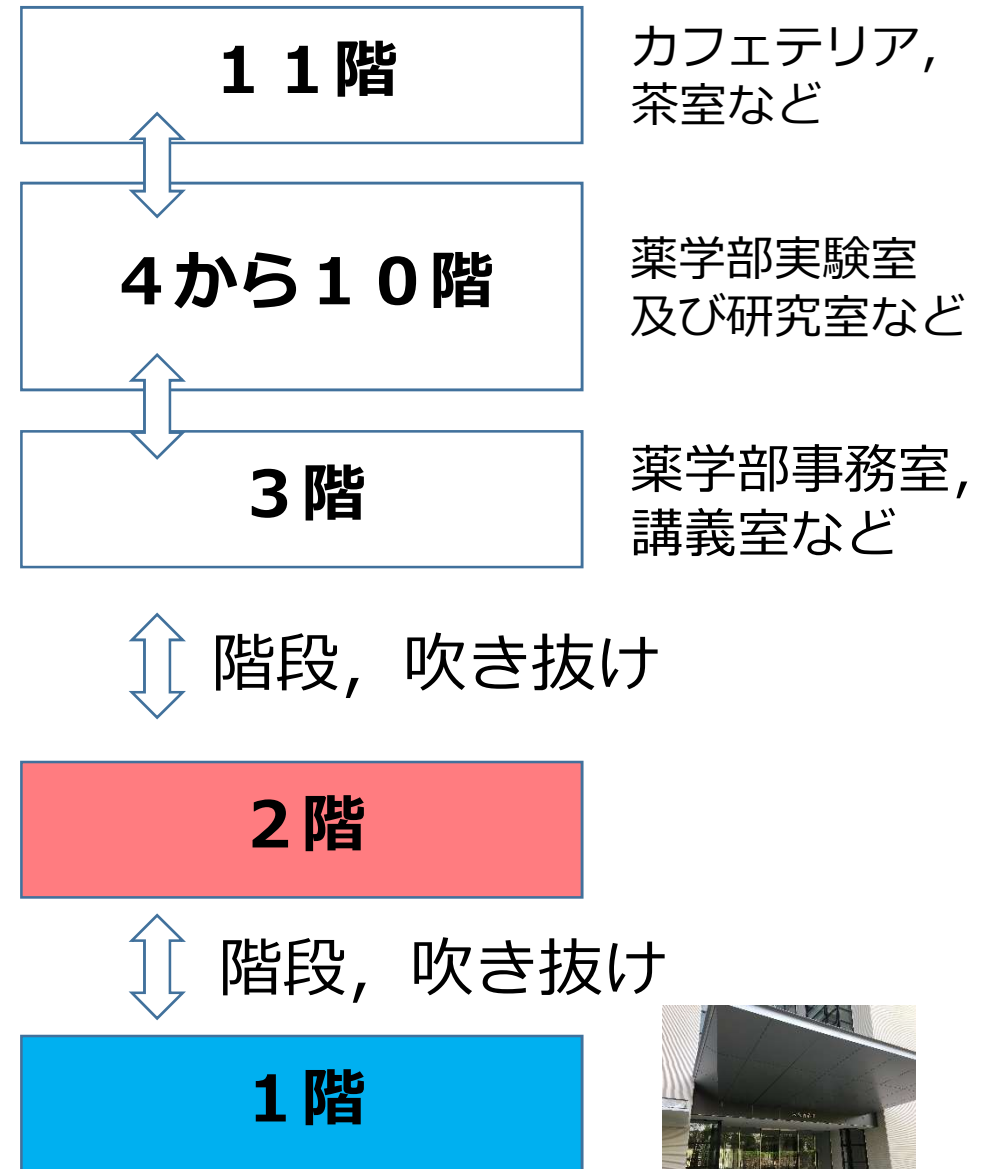 １１階
カフェテリア,
茶室など
４から１０階
薬学部実験室
及び研究室など
３階
薬学部事務室,
講義室など
階段，吹き抜け
２階
階段，吹き抜け
１階